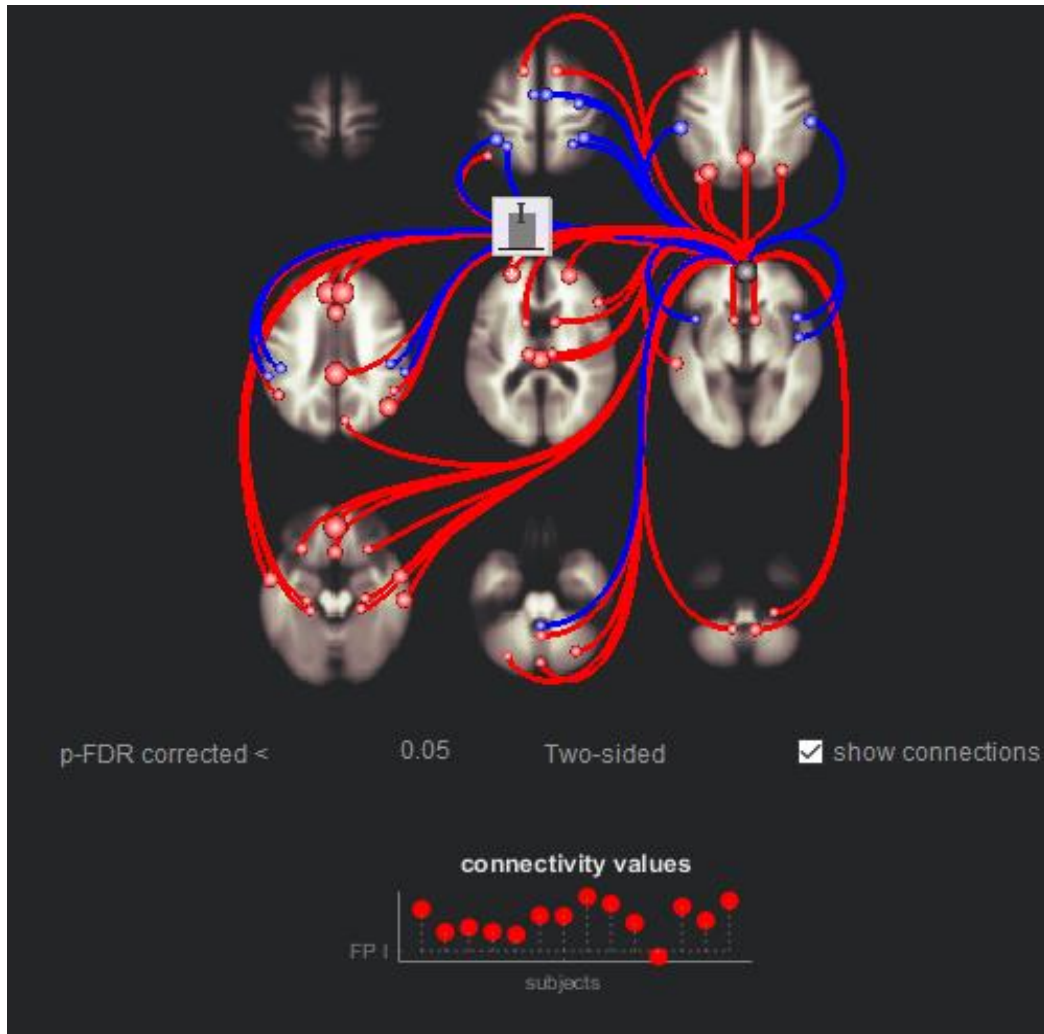 p-FDR corrected < 0.05 Two-sided show connections
connectivity values
FP l
subjects